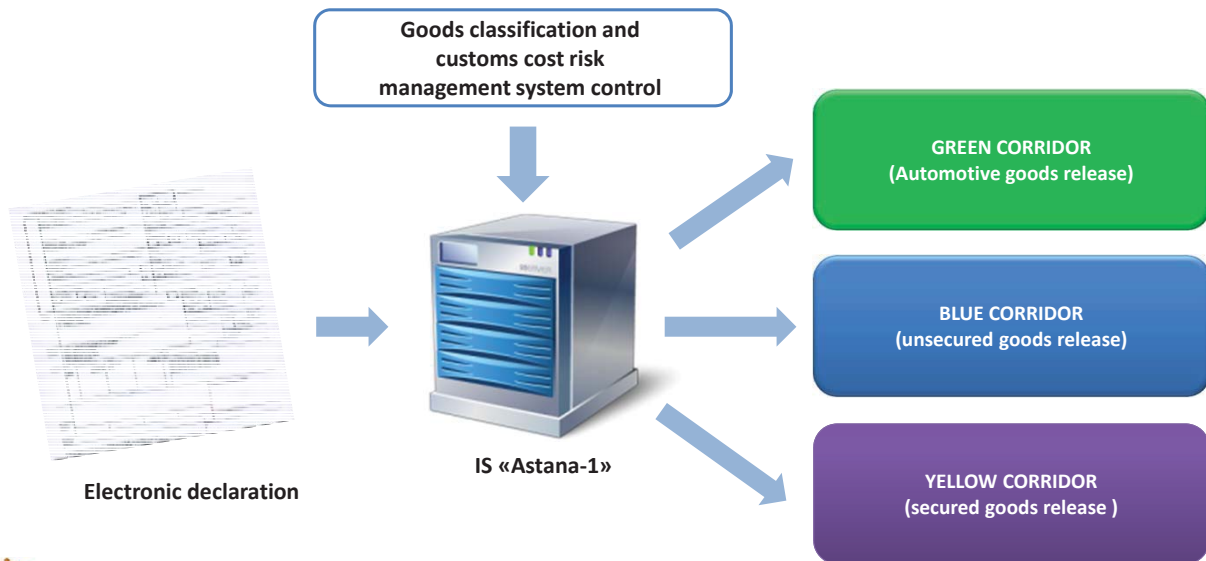 Goods classification and
customs cost risk
management system control
GREEN CORRIDOR
(Automotive goods release)
BLUE CORRIDOR
(unsecured goods release)
YELLOW CORRIDOR
(secured goods release )
IS «Astana-1»
Electronic declaration